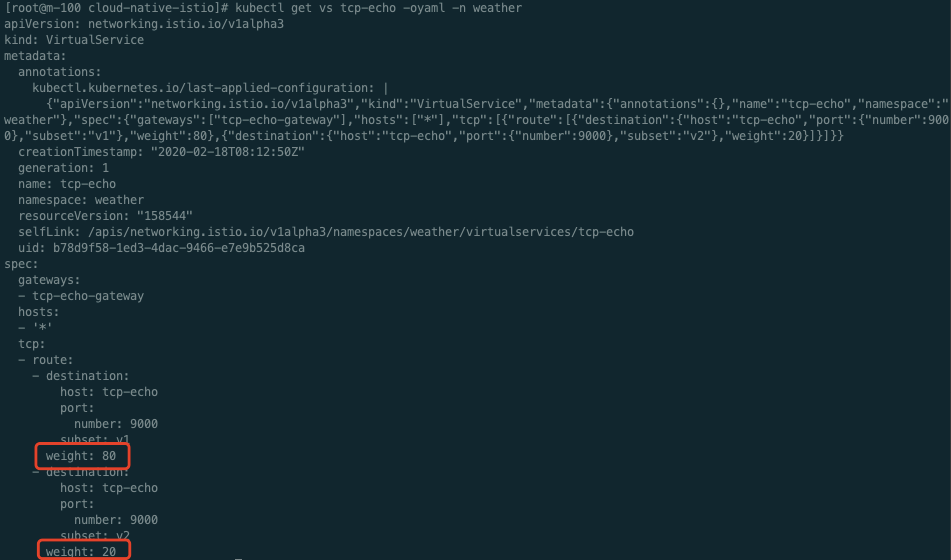 [root@m-100 cloud-native-istio]# kubectl get vs tcp-echo -oyaml -n weather
apiVersion: networking.istio.io/v1alpha3
kind: VirtualService
metadata:
  annotations:
    kubectl.kubernetes.io/last-applied-configuration: |
      {"apiVersion":"networking.istio.io/v1alpha3","kind":"VirtualService","metadata":{"annotations":{},"name":"tcp-echo","namespace":"
weather"},"spec":{"gateways":["tcp-echo-gateway"],"hosts":["*"],"tcp":[{"route":[{"destination":{"host":"tcp-echo","port":{"number":900
0},"subset":"v1"},"weight":80},{"destination":{"host":"tcp-echo","port":{"number":9000},"subset":"v2"},"weight":20}]}]}}
  creationTimestamp: "2020-02-18T08:12:50Z"
  generation: 1
  name: tcp-echo
  namespace: weather
  resourceVersion: "158544"
  selfLink: /apis/networking.istio.io/v1alpha3/namespaces/weather/virtualservices/tcp-echo
  uid: b78d9f58-1ed3-4dac-9466-e7e9b525d8ca
spec:
  gateways:
  - tcp-echo-gateway
  hosts:
  - '*'
  tcp:
  - route:
    - destination:
        host: tcp-echo
        port:
          number: 9000
        subset: v1
      weight: 80
    - destination:
        host: tcp-echo
        port:
          number: 9000
        subset: v2
      weight: 20